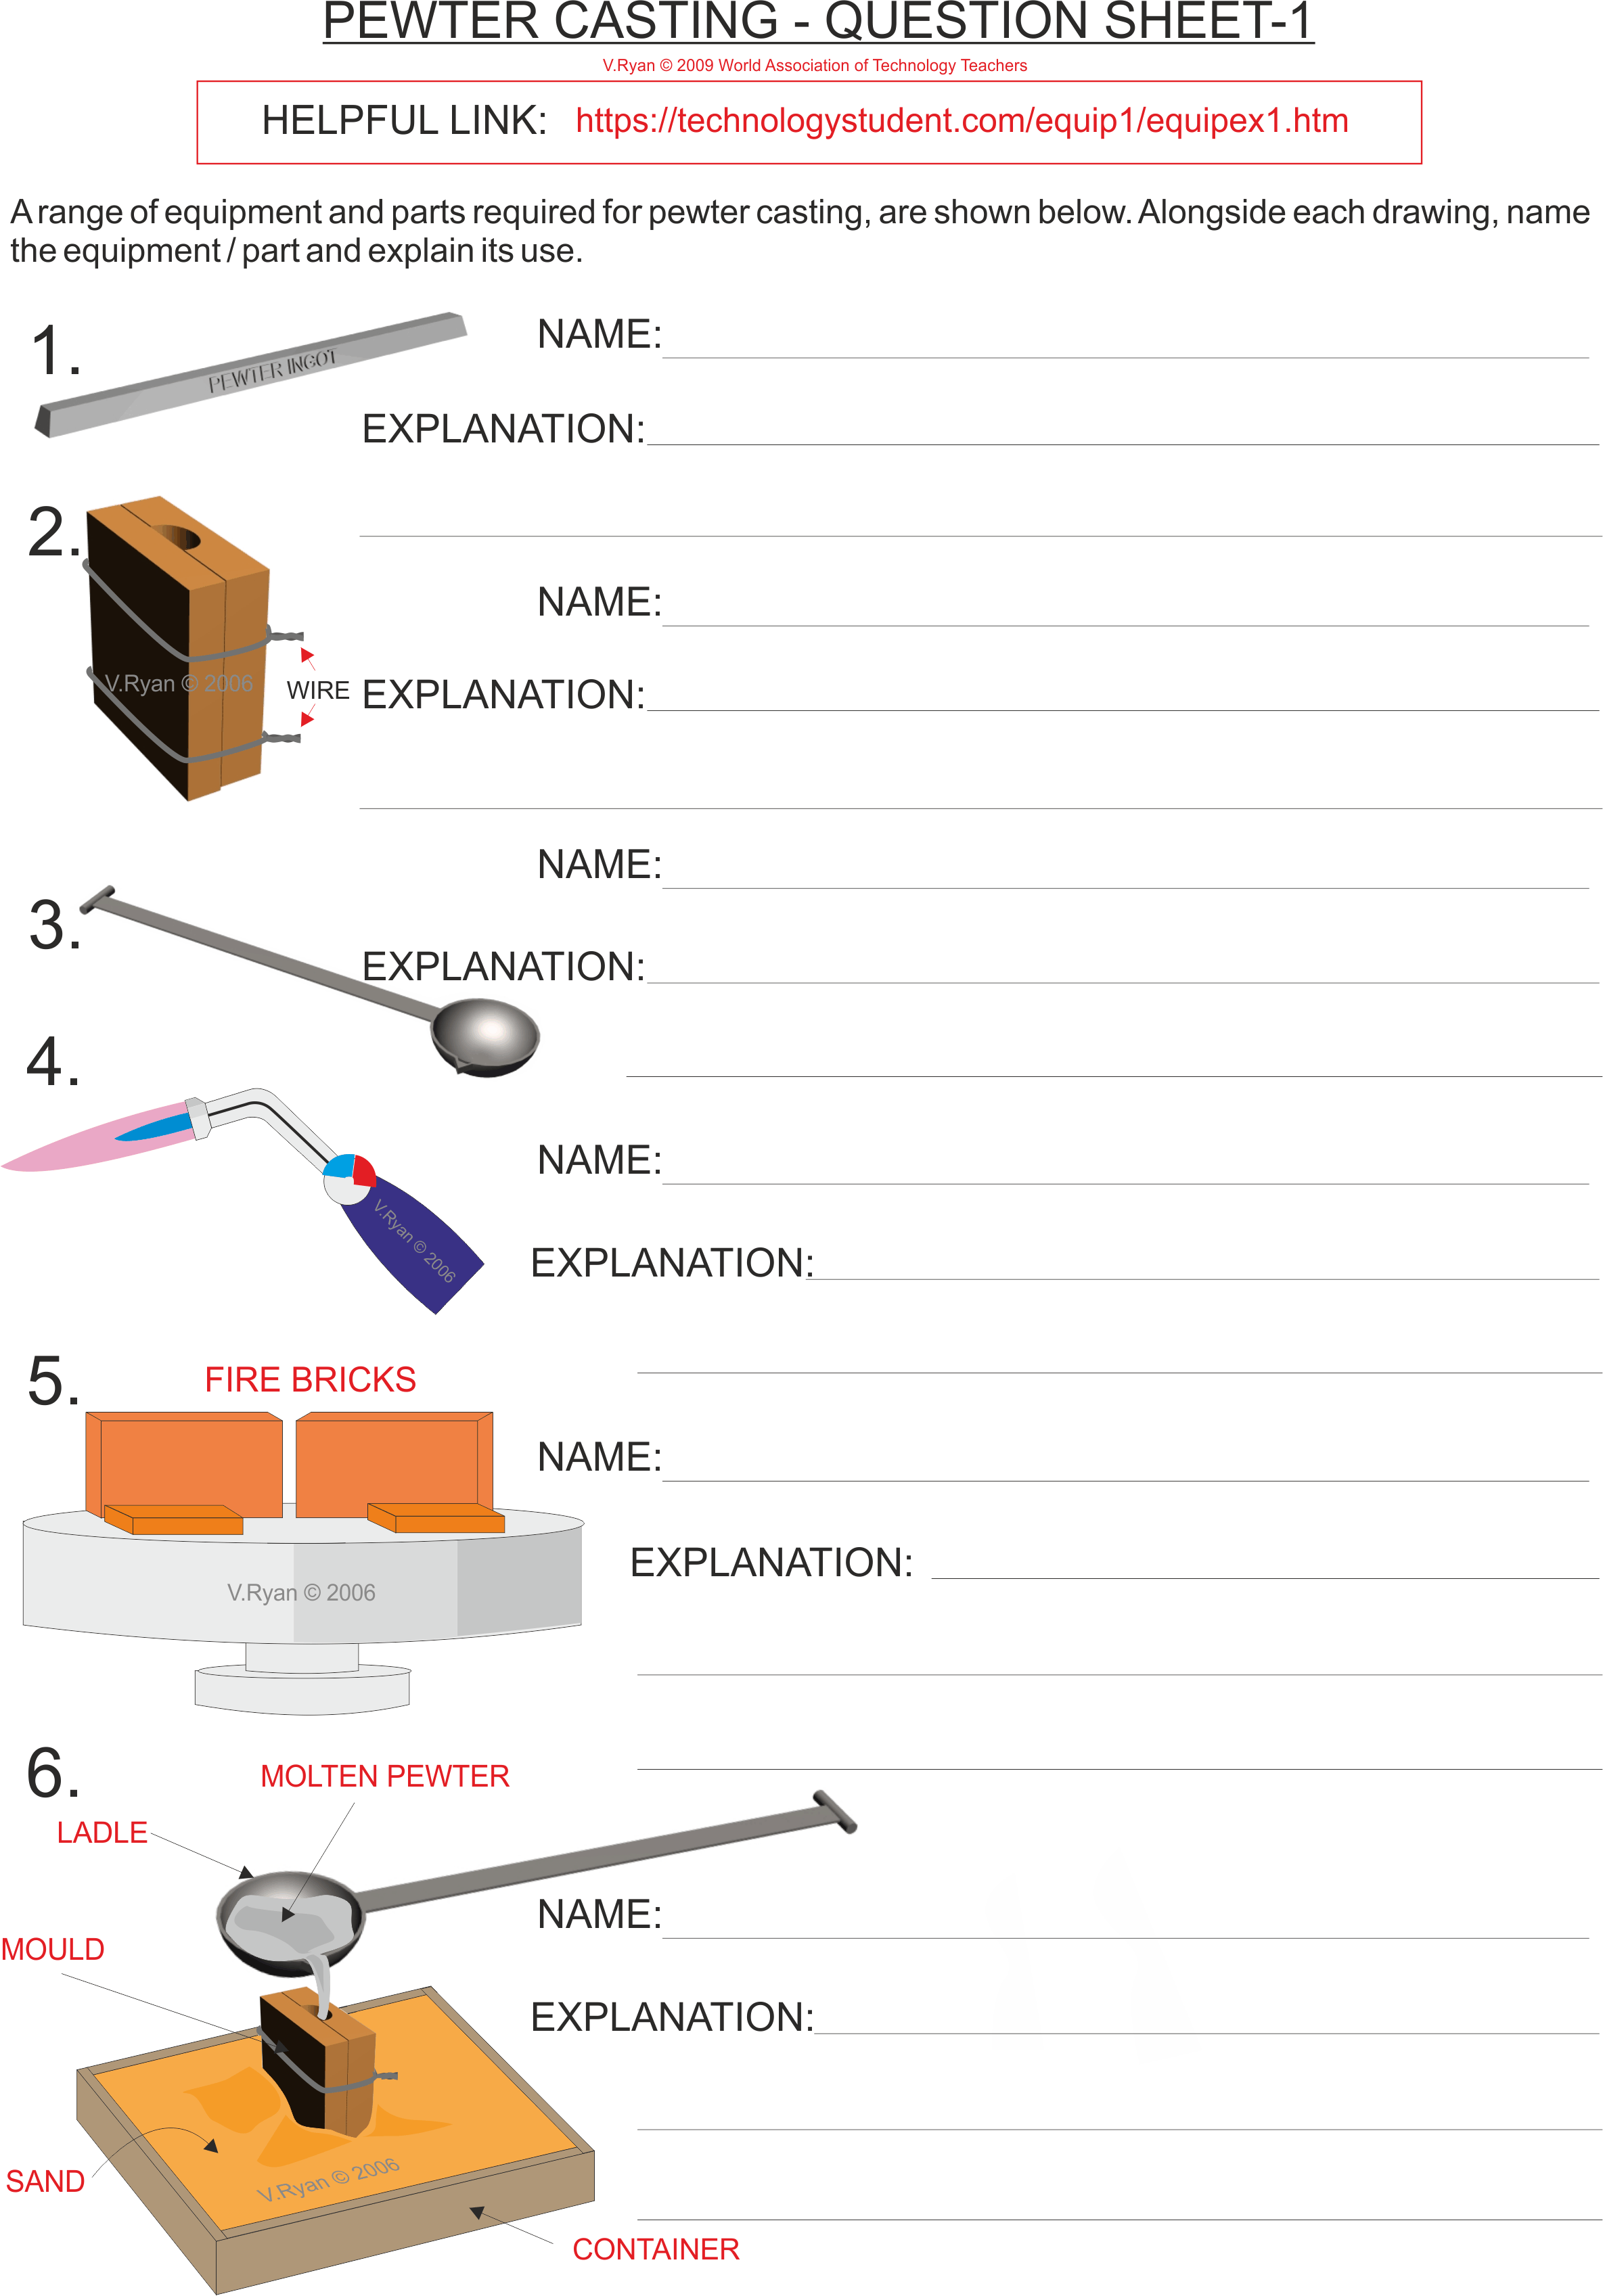 PEWTER CASTING - QUESTION SHEET-1
V.Ryan © 2009 World Association of Technology Teachers
HELPFUL LINK: https://technologystudent.com/equip1/equipex1.htm
A range of equipment and parts required for pewter casting, are shown below. Alongside each drawing, name
the equipment / part and explain its use.
1.
PEWTER INGOT
NAME:
EXPLANATION:
2.
V.Ryan © 2006
WIRE
NAME:
EXPLANATION:
3.
NAME:
EXPLANATION:
4.
V.Ryan © 2006
NAME:
EXPLANATION:
5.
FIRE BRICKS
V.Ryan © 2006
NAME:
EXPLANATION:
6.
MOLTEN PEWTER
LADLE
MOULD
NAME:
EXPLANATION:
SAND
V.Ryan © 2006
CONTAINER